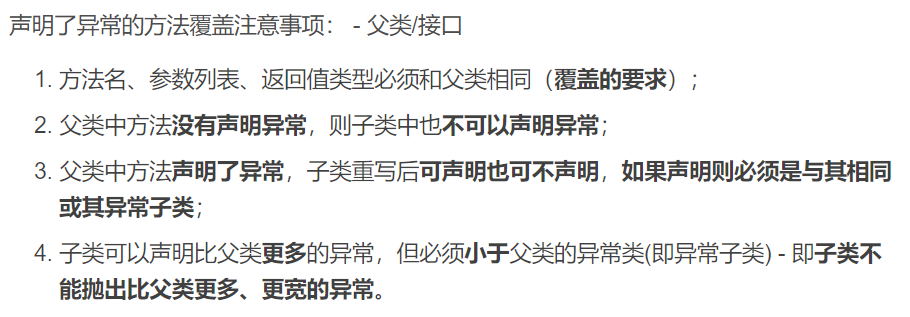 声明了异常的方法覆盖注意事项： - 父类/接口
1. 方法名、参数列表、返回值类型必须和父类相同（覆盖的要求）；
2. 父类中方法没有声明异常，则子类中也不可以声明异常；
3. 父类中方法声明了异常，子类重写后可声明也可不声明，如果声明则必须是与其相同
或其异常子类；
4. 子类可以声明比父类更多的异常，但必须小于父类的异常类(即异常子类) - 即子类不
能抛出比父类更多、更宽的异常。